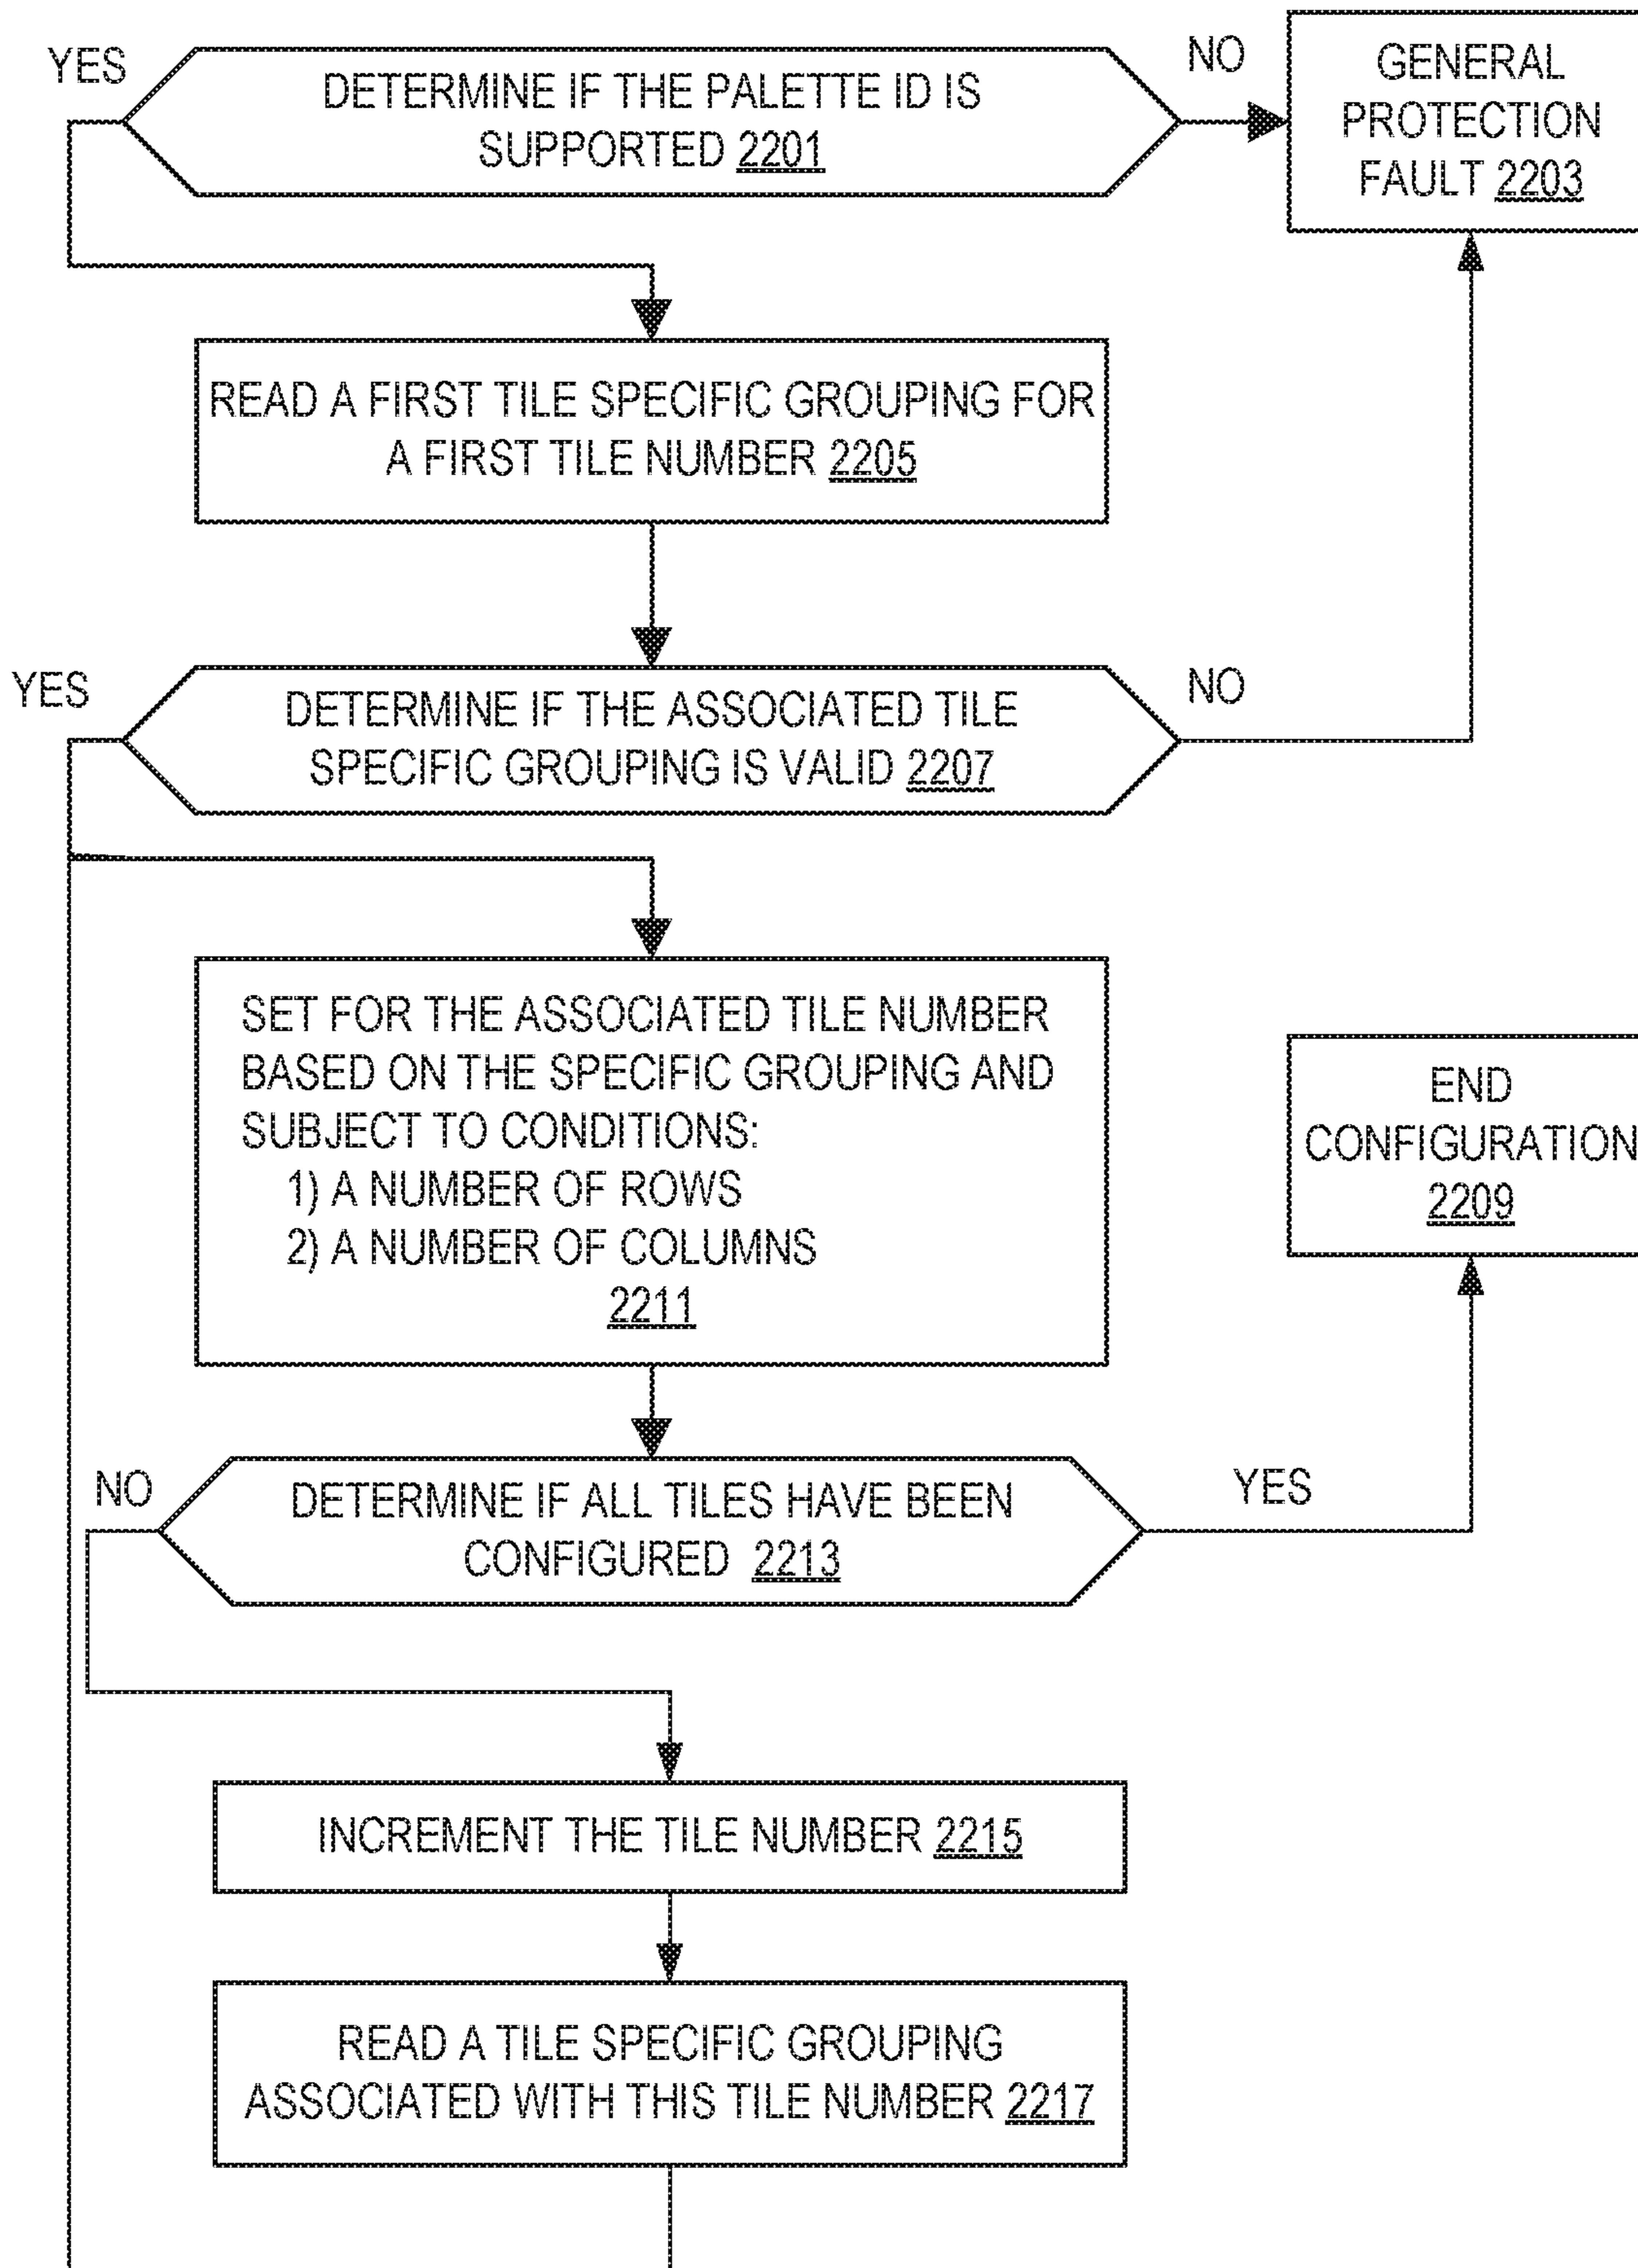 YES
DETERMINE IF THE PALETTE ID IS
SUPPORTED 2201
NO
GENERAL
PROTECTION
FAULT 2203
READ A FIRST TILE SPECIFIC GROUPING FOR
A FIRST TILE NUMBER 2205
YES
DETERMINE IF THE ASSOCIATED TILE
SPECIFIC GROUPING IS VALID 2207
NO
SET FOR THE ASSOCIATED TILE NUMBER
BASED ON THE SPECIFIC GROUPING AND
SUBJECT TO CONDITIONS:
1) A NUMBER OF ROWS
2) A NUMBER OF COLUMNS
2211
END
CONFIGURATION
2209
NO
DETERMINE IF ALL TILES HAVE BEEN
CONFIGURED 2213
YES
INCREMENT THE TILE NUMBER 2215
READ A TILE SPECIFIC GROUPING
ASSOCIATED WITH THIS TILE NUMBER 2217